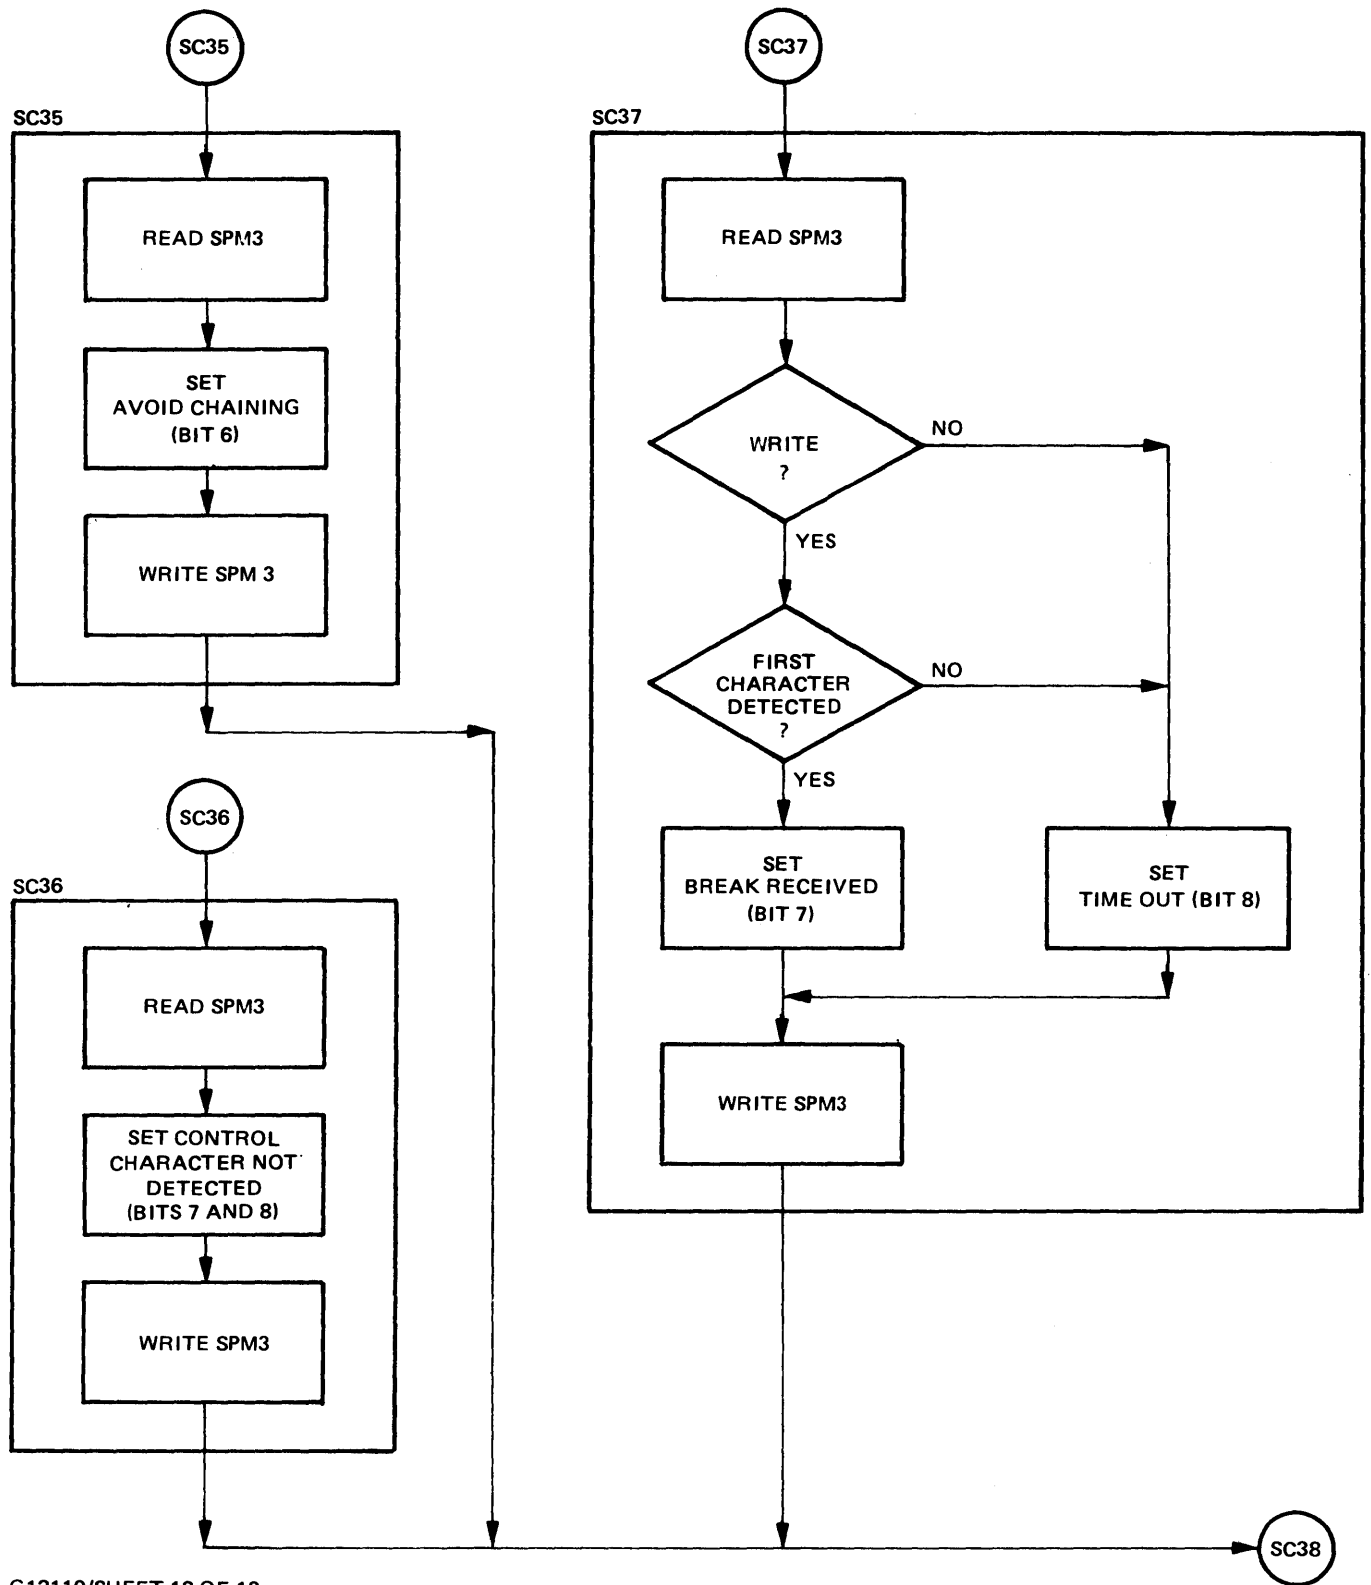 SC35
SC35
READ SPM3
SET
AVOID CHAINING
(BIT 6)
WRITE SPM 3
SC36
SC36
READ SPM3
SET CONTROL
CHARACTER NOT
DETECTED
(BITS 7 AND 8)
WRITE SPM3
SC37
SC37
READ SPM3
WRITE
?
NO
YES
FIRST
CHARACTER
DETECTED
?
NO
YES
SET
BREAK RECEIVED
(BIT 7)
SET
TIME OUT (BIT 8)
WRITE SPM3
SC38